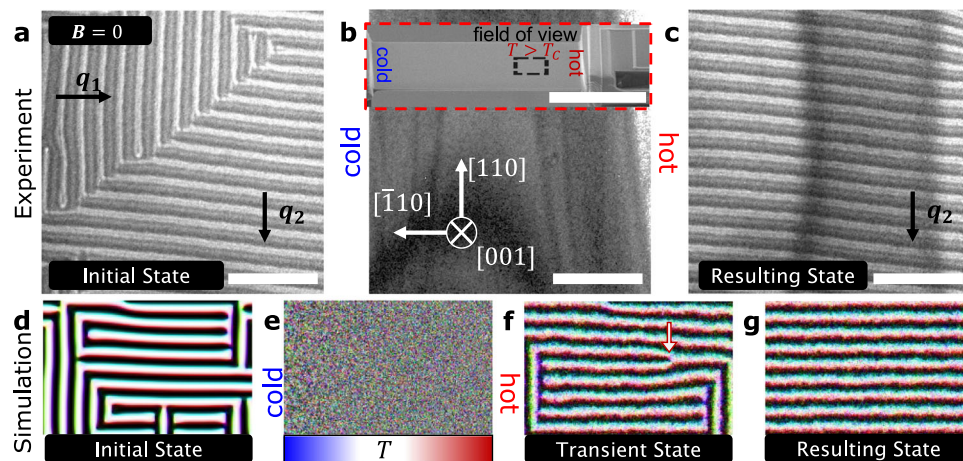 a
B = 0
q₁
q₂
Initial State
Experiment
b
field of view
T > T_C
cold
hot
cold
hot
[110]
[1̄10]
[001]
c
q₂
Resulting State
Simulation
d
Initial State
e
cold
hot
T
f
Transient State
g
Resulting State